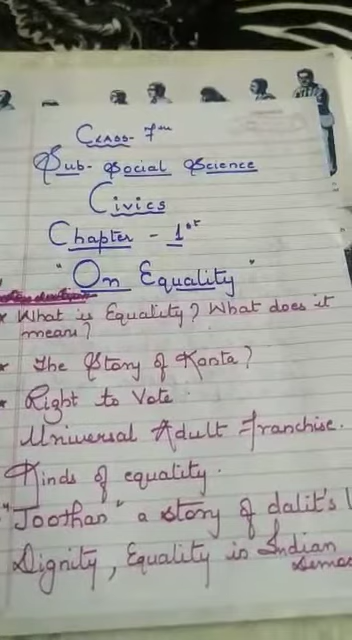 Class- 7th
Sub- Social Science
Civics
Chapter - 1st
"On Equality"
* What is Equality? What does it
mean?
* The Story of Kanta?
* Right to Vote
Universal Adult Franchise.
Kinds of equality.
"Joothan" a story of dalit's
Dignity, Equality in Indian